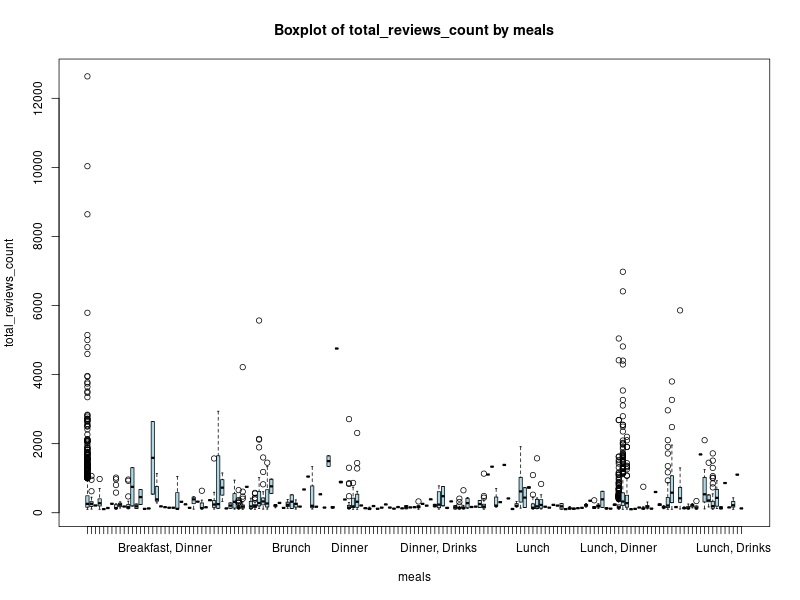 Boxplot of total_reviews_count by meals
total_reviews_count
12000
10000
8000
6000
4000
2000
0
Breakfast, Dinner
Brunch
Dinner
Dinner, Drinks
Lunch
Lunch, Dinner
Lunch, Drinks
meals